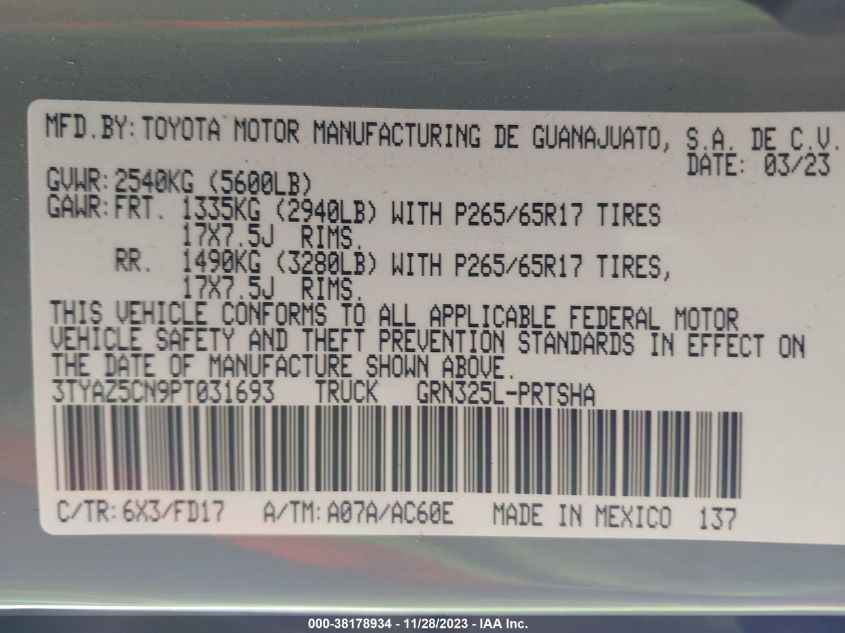 MFD.BY:TOYOTA MOTOR MANUFACTURING DE GUANAJUATO, S.A. DE C.V.
DATE: 03/23
GVWR:2540KG (5600LB)
GAWR:FRT. 1335KG (2940LB) WITH P265/65R17 TIRES
17X7.5J RIMS.
RR. 1490KG (3280LB) WITH P265/65R17 TIRES,
17X7.5J RIMS.
THIS VEHICLE CONFORMS TO ALL APPLICABLE FEDERAL MOTOR
VEHICLE SAFETY AND THEFT PREVENTION STANDARDS IN EFFECT ON
THE DATE OF MANUFACTURE SHOWN ABOVE.
3TYAZ5CN9PT031693 TRUCK GRN325L-PRTSHA
C/TR:6X3/FD17 A/TM:A07A/AC60E MADE IN MEXICO 137
000-38178934 - 11/28/2023 - IAA Inc.